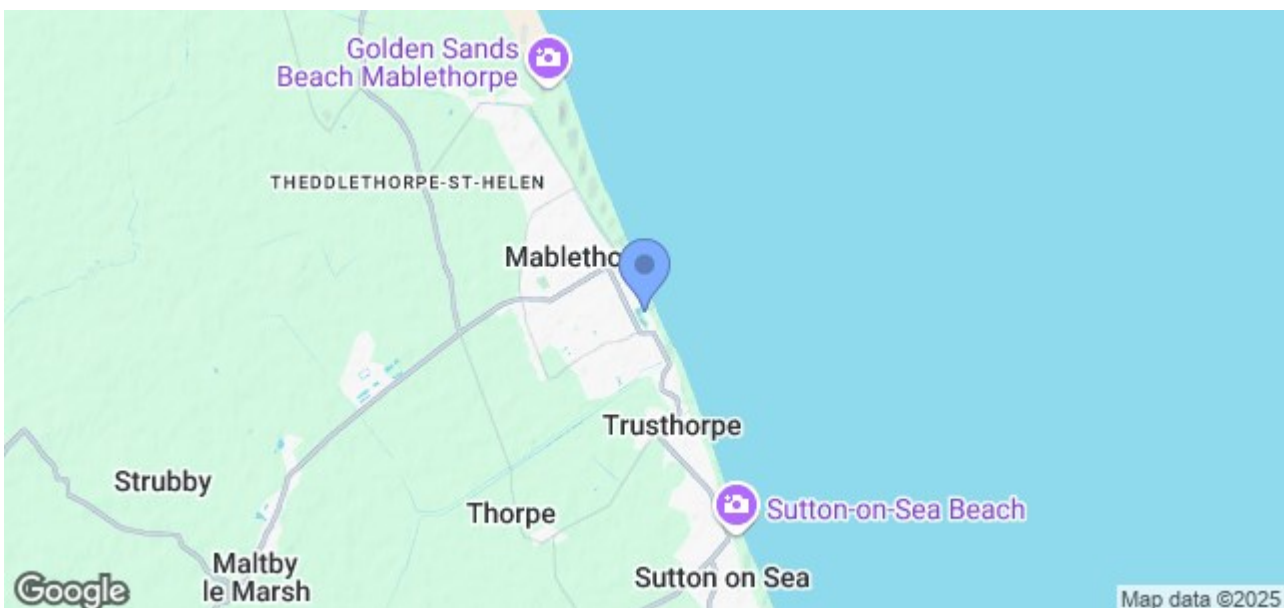 Golden Sands
Beach Mablethorpe
THEDDLETHORPE-ST-HELEN
Trusthorpe
Strubby
Thorpe
Sutton-on-Sea Beach
Maltby
le Marsh
Sutton on Sea
Google
Map data ©2025